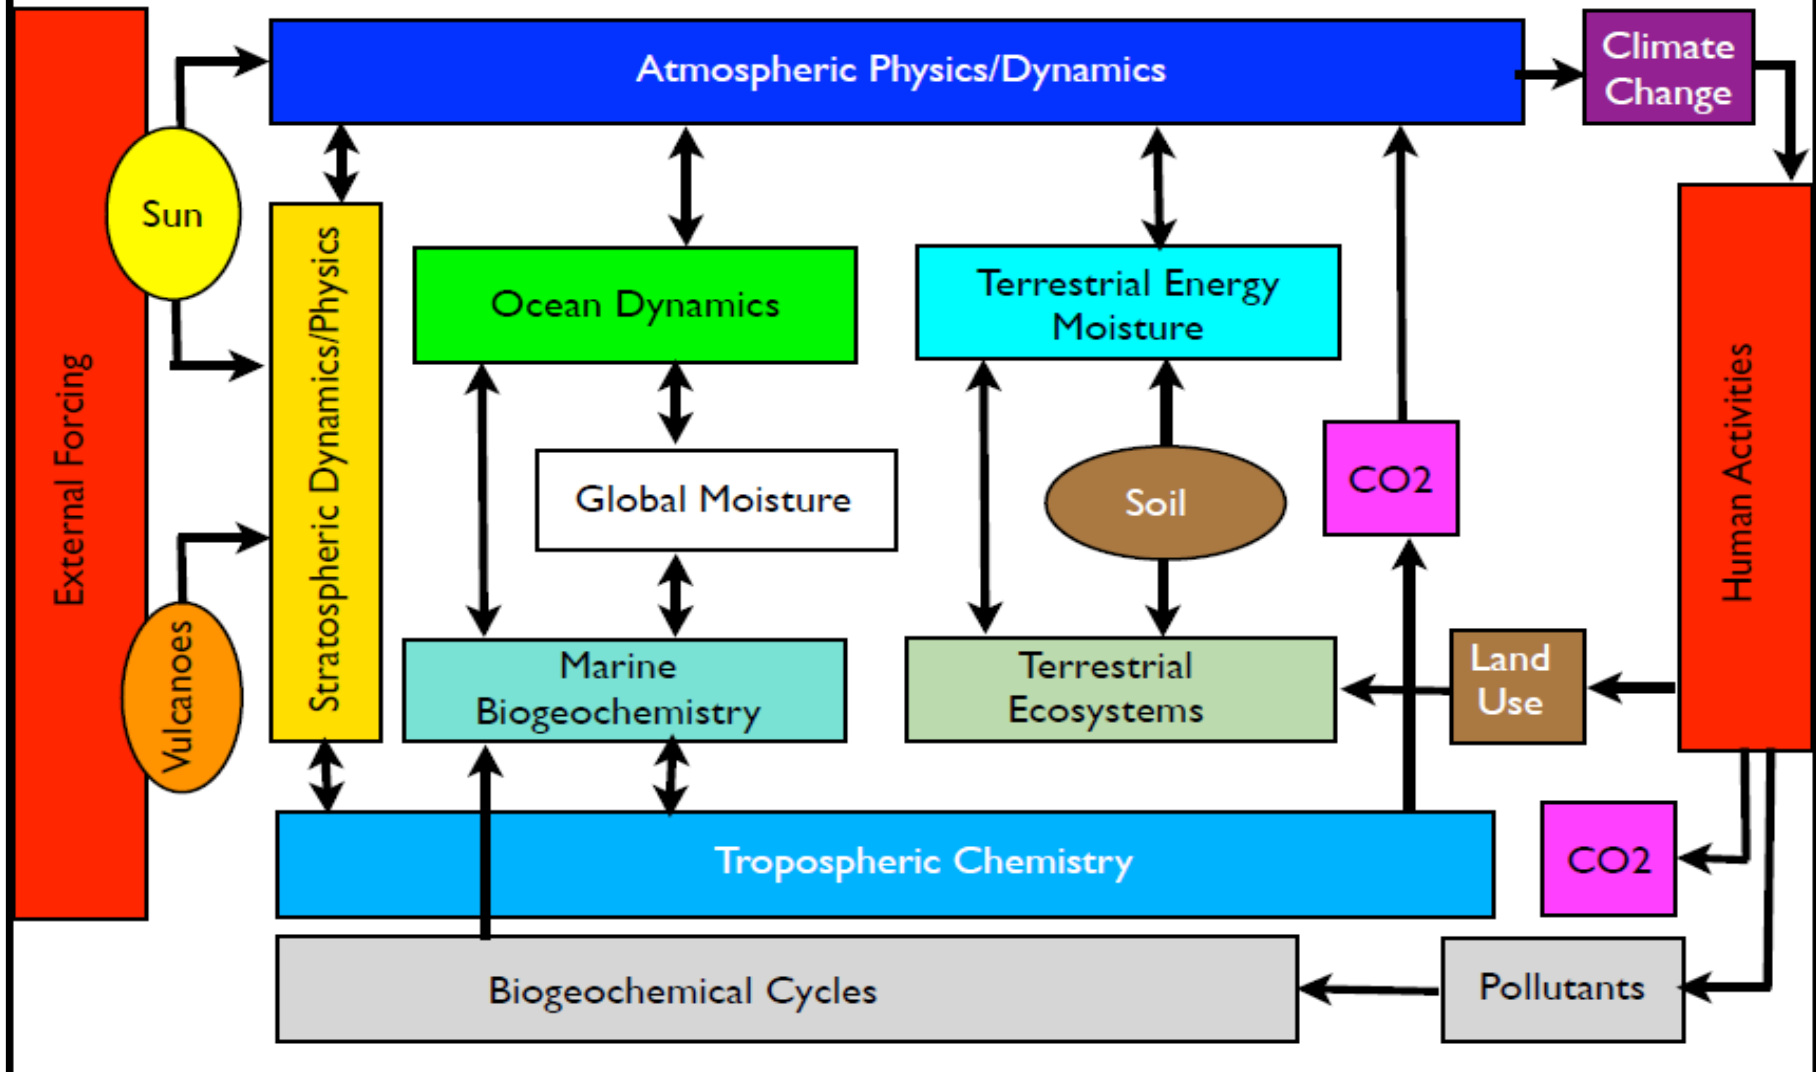 Atmospheric Physics/Dynamics
Climate
Change
Sun
External Forcing
Vulcanoes
Stratospheric Dynamics/Physics
Ocean Dynamics
Terrestrial Energy
Moisture
Global Moisture
Soil
CO2
Human Activities
Marine
Biogeochemistry
Terrestrial
Ecosystems
Land
Use
Tropospheric Chemistry
CO2
Biogeochemical Cycles
Pollutants